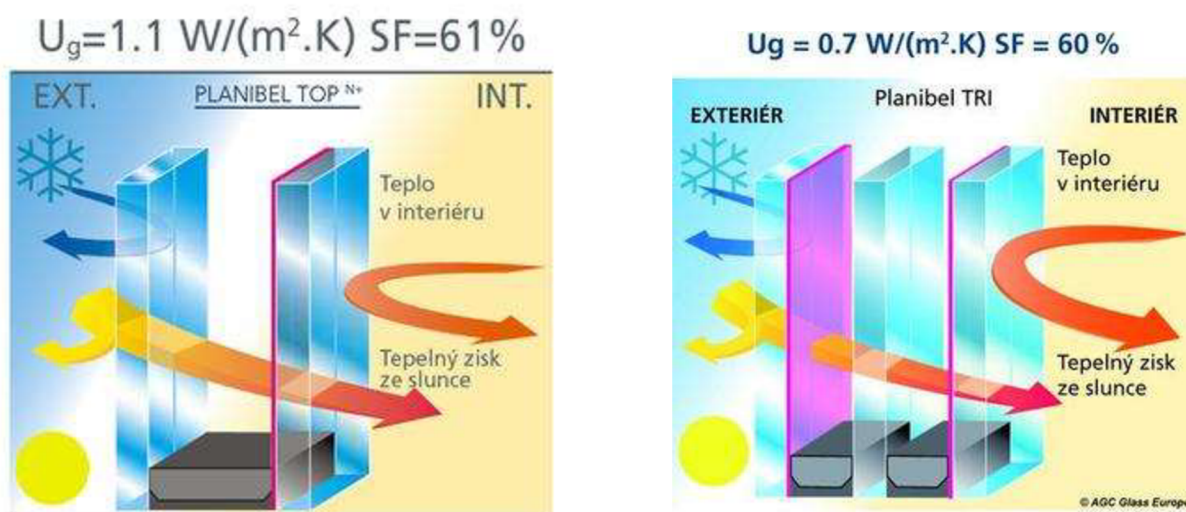 Ug=1.1 W/(m².K) SF=61%
EXT.
PLANIBEL TOP N+
INT.
Teplo
v interiéru
Tepelný zisk
ze slunce
Ug = 0.7 W/(m².K) SF = 60 %
Planibel TRI
EXTERIÉR
INTERIÉR
Teplo
v interiéru
Tepelný zisk
ze slunce
© AGC Glass Europe